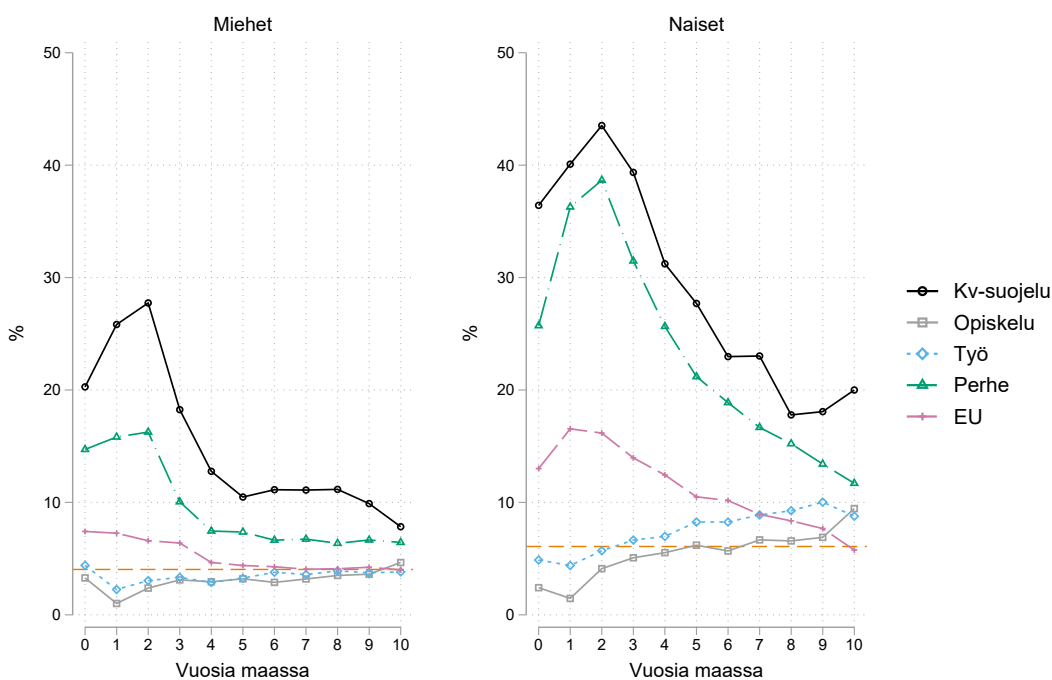 Miehet
50
40
30
20
10
0
%
0 1 2 3 4 5 6 7 8 9 10
Vuosia maassa
Naiset
50
40
30
20
10
0
%
0 1 2 3 4 5 6 7 8 9 10
Vuosia maassa
Kv-suojelu
Opiskelu
Työ
Perhe
EU